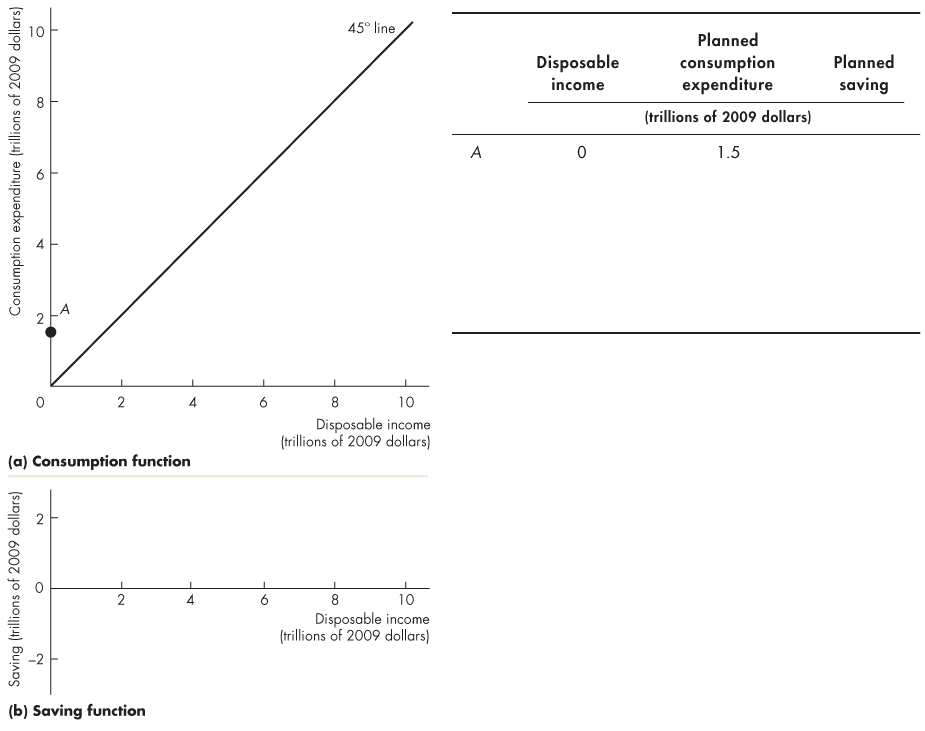 Consumption expenditure (trillions of 2009 dollars)
10
8
6
4
2
0
45° line
A
2 4 6 8 10
Disposable income
(trillions of 2009 dollars)
(a) Consumption function
Saving (trillions of 2009 dollars)
2
0
–2
2 4 6 8 10
Disposable income
(trillions of 2009 dollars)
(b) Saving function
Disposable income
Planned consumption expenditure
Planned saving
(trillions of 2009 dollars)
A 0 1.5